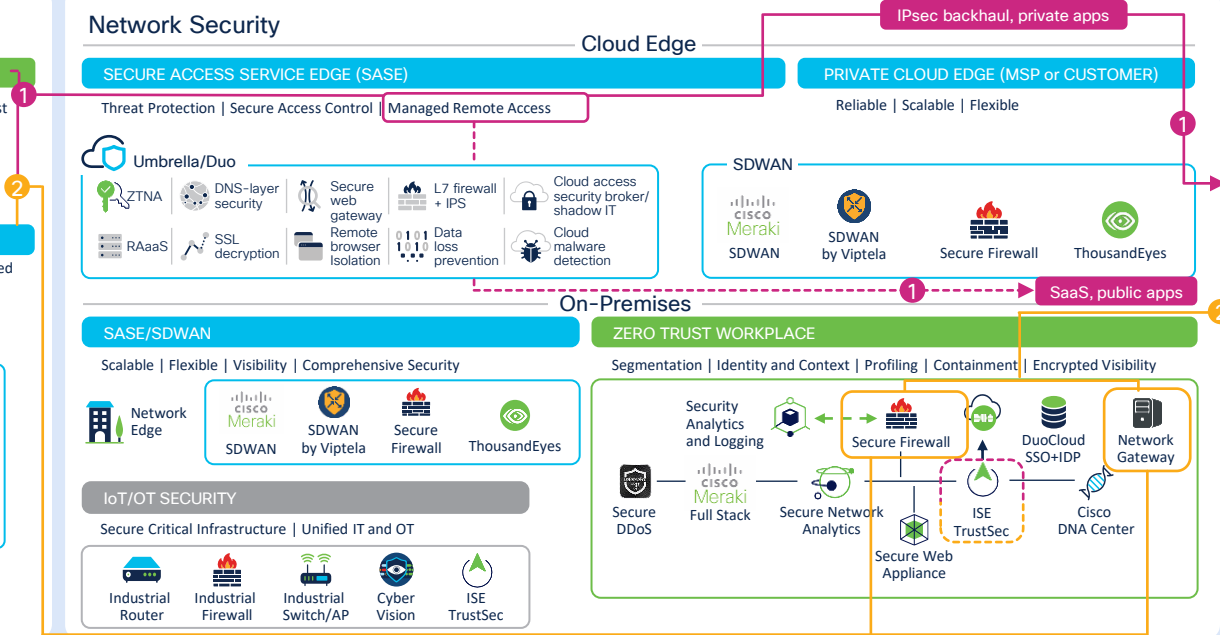 Network Security
IPsec backhaul, private apps
Cloud Edge
SECURE ACCESS SERVICE EDGE (SASE)
PRIVATE CLOUD EDGE (MSP or CUSTOMER)
1
st
Threat Protection | Secure Access Control | Managed Remote Access
Reliable | Scalable | Flexible
1
Umbrella/Duo
SDWAN
2
ZTNA
DNS-layer
security
Secure
web
gateway
L7 firewall
+ IPS
Cloud access
security broker/
shadow IT
RAaaS
SSL
decryption
Remote
browser
Isolation
0101
1010
Data
loss
prevention
Cloud
malware
detection
CISCO
Meraki
SDWAN
SDWAN
by Viptela
Secure Firewall
ThousandEyes
ed
1
SaaS, public apps
On-Premises
2
SASE/SDWAN
ZERO TRUST WORKPLACE
Scalable | Flexible | Visibility | Comprehensive Security
Segmentation | Identity and Context | Profiling | Containment | Encrypted Visibility
Network
Edge
CISCO
Meraki
SDWAN
SDWAN
by Viptela
Secure
Firewall
ThousandEyes
Security
Analytics
and Logging
Secure Firewall
DuoCloud
SSO+IDP
Network
Gateway
IoT/OT SECURITY
Secure Critical Infrastructure | Unified IT and OT
Secure
DDoS
CISCO
Meraki
Full Stack
Secure Network
Analytics
Secure Web
Appliance
ISE
TrustSec
Cisco
DNA Center
Industrial
Router
Industrial
Firewall
Industrial
Switch/AP
Cyber
Vision
ISE
TrustSec